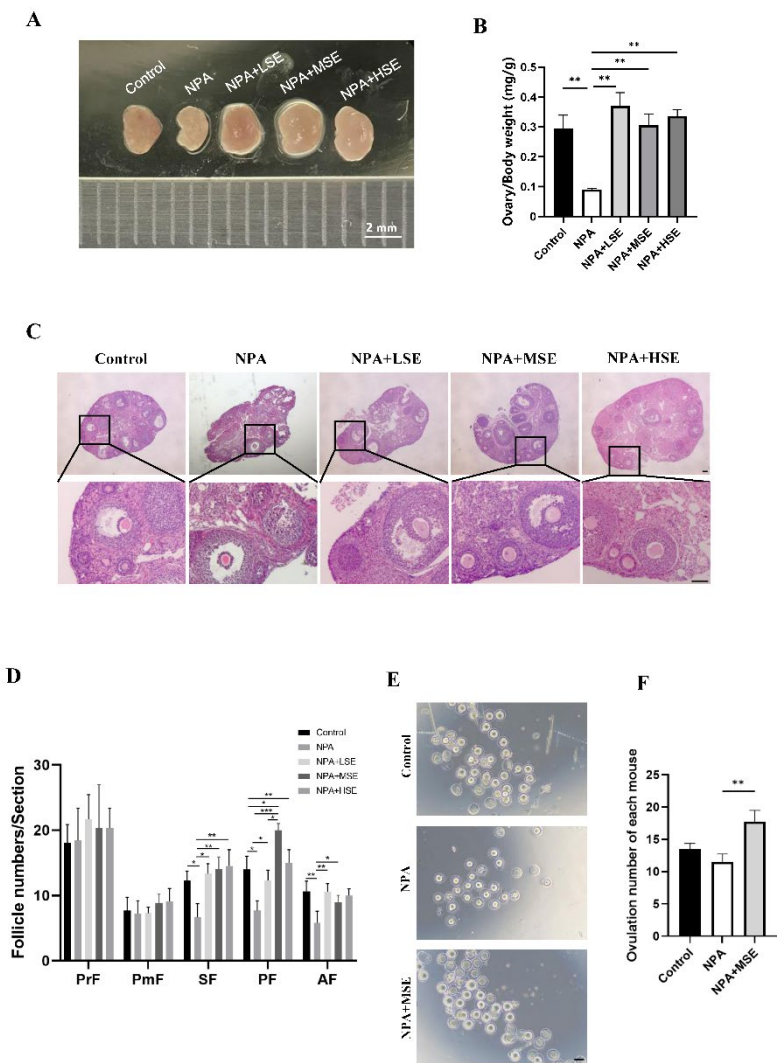 A
Control
NPA
NPA+LSE
NPA+MSE
NPA+HSE
2 mm
B
Ovary/Body weight (mg/g)
0.5
0.4
0.3
0.2
0.1
0
**
**
**
**
Control
NPA
NPA+LSE
NPA+MSE
NPA+HSE
C
Control
NPA
NPA+LSE
NPA+MSE
NPA+HSE
D
Follicle numbers/Section
30
20
10
0
Control
NPA
NPA+LSE
NPA+MSE
NPA+HSE
**
**
*
*
**
*
***
*
*
*
*
*
**
PrF
PmF
SF
PF
AF
E
Control
NPA
NPA+MSE
F
Ovulation number of each mouse
25
20
15
10
5
0
**
Control
NPA
NPA+MSE